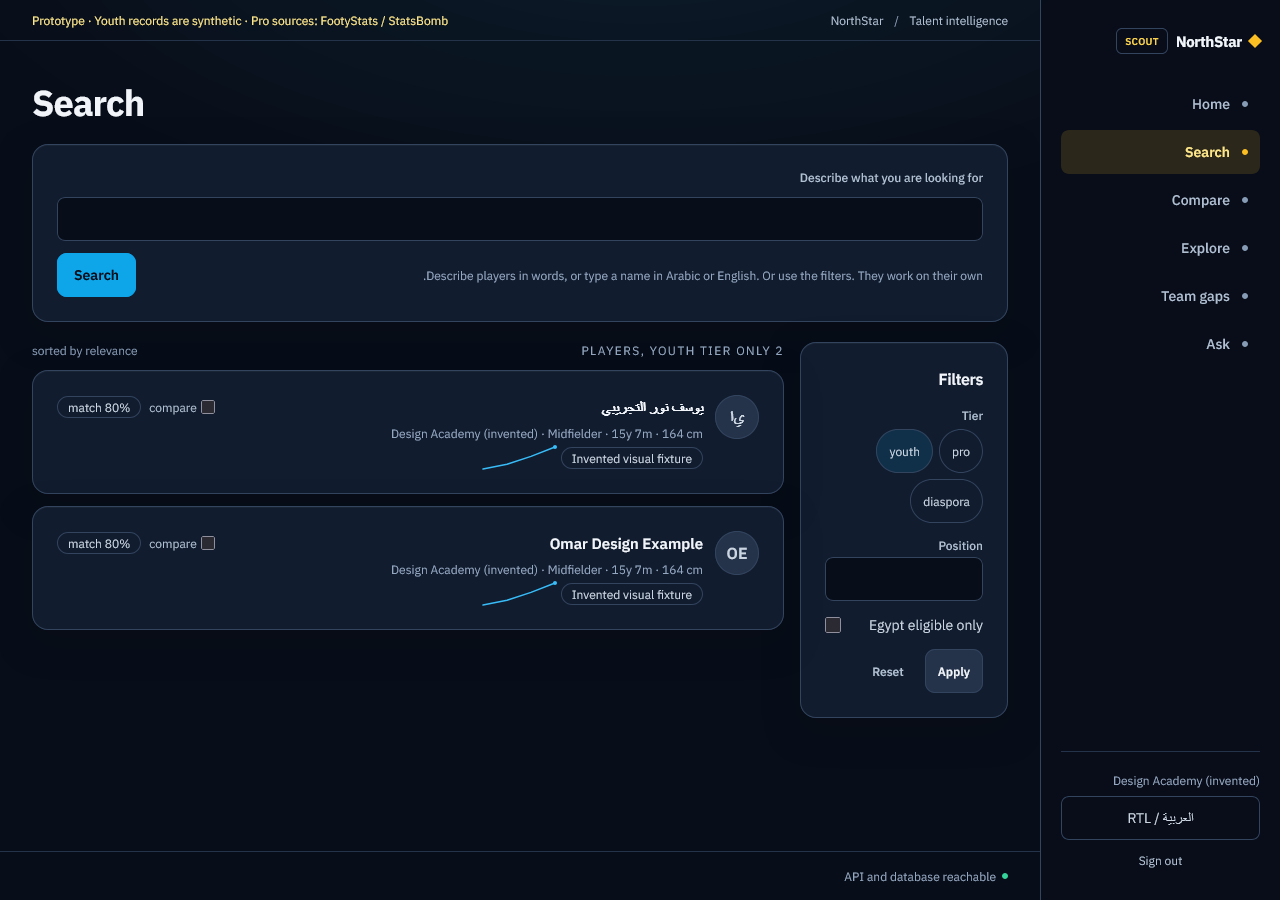 Prototype · Youth records are synthetic · Pro sources: FootyStats / StatsBomb
NorthStar / Talent intelligence
SCOUT NorthStar
Home
Search
Compare
Explore
Team gaps
Ask
Search
Describe what you are looking for
Search
.Describe players in words, or type a name in Arabic or English. Or use the filters. They work on their own
sorted by relevance
PLAYERS, YOUTH TIER ONLY 2
match 80% compare
يوسف نور التجريبي
يا
Design Academy (invented) · Midfielder · 15y 7m · 164 cm
Invented visual fixture
match 80% compare
Omar Design Example
OE
Design Academy (invented) · Midfielder · 15y 7m · 164 cm
Invented visual fixture
Filters
Tier
youth
pro
diaspora
Position
Egypt eligible only
Reset
Apply
Design Academy (invented)
RTL / العربية
Sign out
API and database reachable